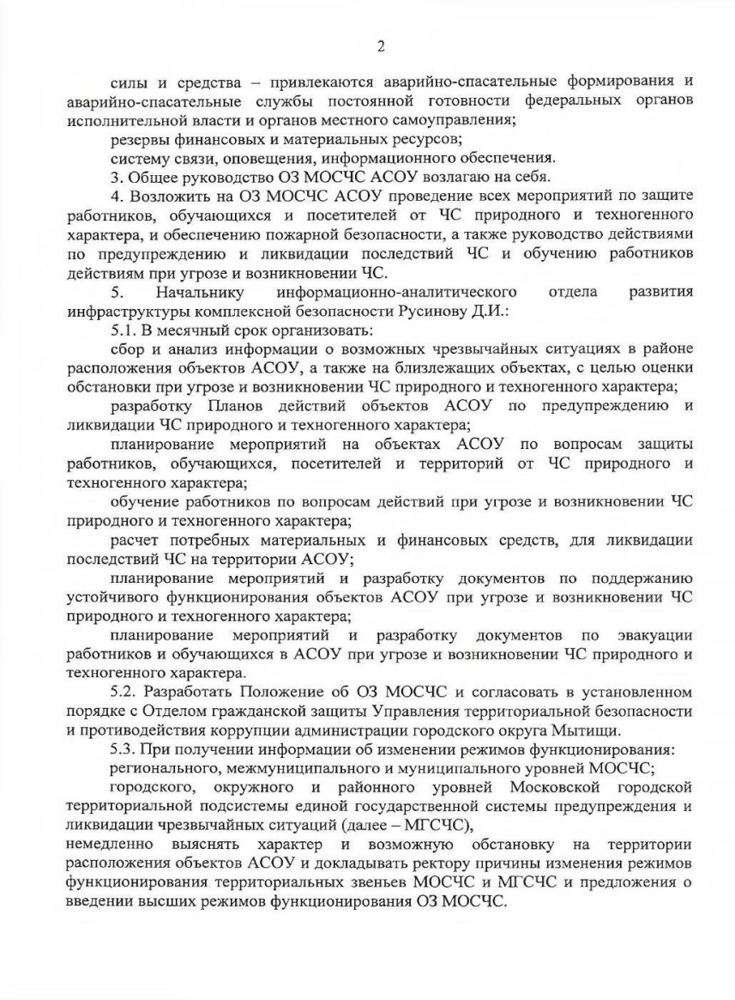 2
силы и средства – привлекаются аварийно-спасательные формирования и
аварийно-спасательные службы постоянной готовности федеральных органов
исполнительной власти и органов местного самоуправления;
резервы финансовых и материальных ресурсов;
систему связи, оповещения, информационного обеспечения.
3. Общее руководство ОЗ МОСЧС АСОУ возлагаю на себя.
4. Возложить на ОЗ МОСЧС АСОУ проведение всех мероприятий по защите
работников, обучающихся и посетителей от ЧС природного и техногенного
характера, и обеспечению пожарной безопасности, а также руководство действиями
по предупреждению и ликвидации последствий ЧС и обучению работников
действиям при угрозе и возникновении ЧС.
5. Начальнику информационно-аналитического отдела развития
инфраструктуры комплексной безопасности Русинову Д.И.:
5.1. В месячный срок организовать:
сбор и анализ информации о возможных чрезвычайных ситуациях в районе
расположения объектов АСОУ, а также на близлежащих объектах, с целью оценки
обстановки при угрозе и возникновении ЧС природного и техногенного характера;
разработку Планов действий объектов АСОУ по предупреждению и
ликвидации ЧС природного и техногенного характера;
планирование мероприятий на объектах АСОУ по вопросам защиты
работников, обучающихся, посетителей и территорий от ЧС природного и
техногенного характера;
обучение работников по вопросам действий при угрозе и возникновении ЧС
природного и техногенного характера;
расчет потребных материальных и финансовых средств, для ликвидации
последствий ЧС на территории АСОУ;
планирование мероприятий и разработку документов по поддержанию
устойчивого функционирования объектов АСОУ при угрозе и возникновении ЧС
природного и техногенного характера;
планирование мероприятий и разработку документов по эвакуации
работников и обучающихся в АСОУ при угрозе и возникновении ЧС природного и
техногенного характера.
5.2. Разработать Положение об ОЗ МОСЧС и согласовать в установленном
порядке с Отделом гражданской защиты Управления территориальной безопасности
и противодействия коррупции администрации городского округа Мытищи.
5.3. При получении информации об изменении режимов функционирования:
регионального, межмуниципального и муниципального уровней МОСЧС;
городского, окружного и районного уровней Московской городской
территориальной подсистемы единой государственной системы предупреждения и
ликвидации чрезвычайных ситуаций (далее – МГСЧС),
немедленно выяснять характер и возможную обстановку на территории
расположения объектов АСОУ и докладывать ректору причины изменения режимов
функционирования территориальных звеньев МОСЧС и МГСЧС и предложения о
введении высших режимов функционирования ОЗ МОСЧС.